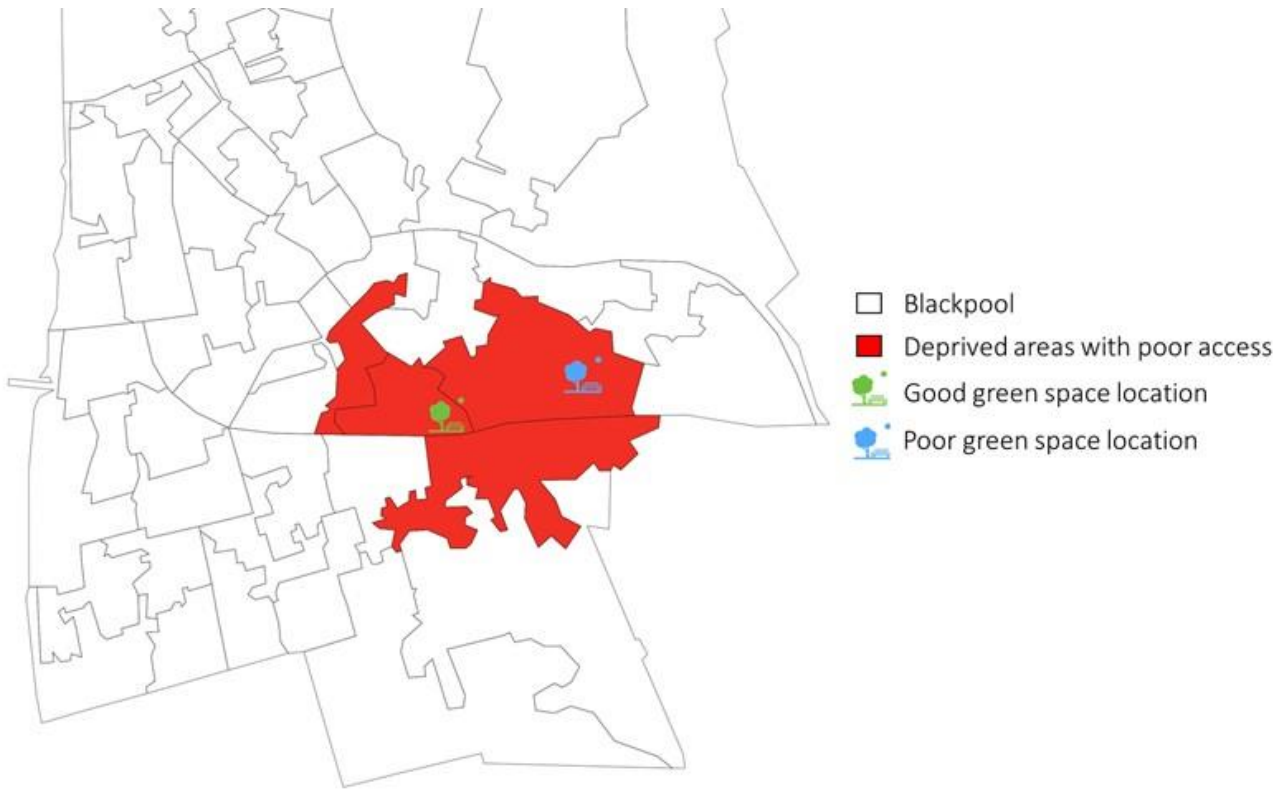 Blackpool
Deprived areas with poor access
Good green space location
Poor green space location